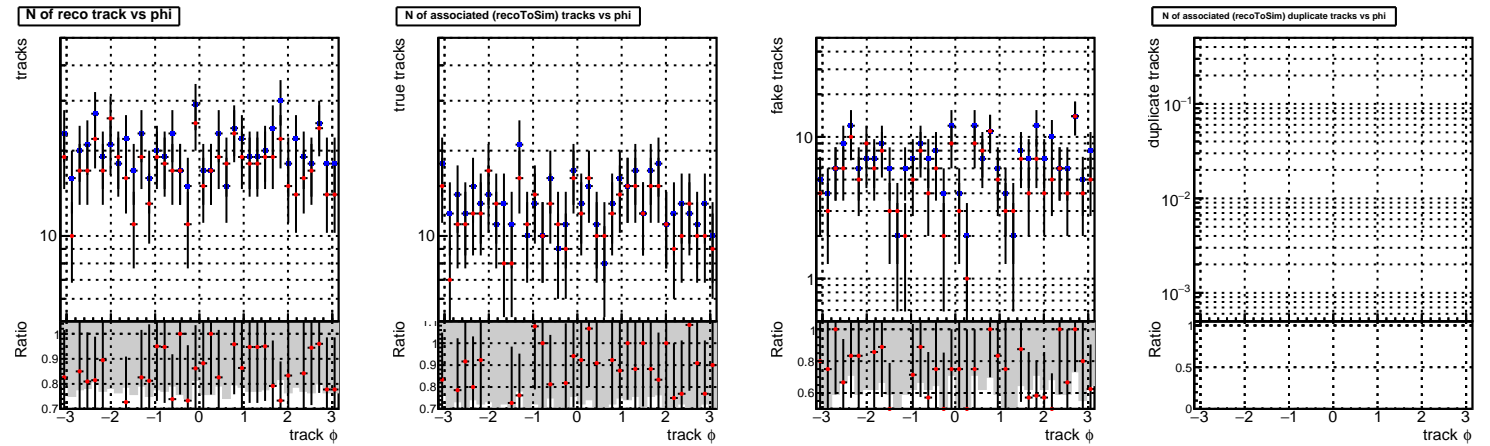 N of reco track vs phi
tracks
10
Ratio
1
0.9
0.8
0.7
−3 −2 −1 0 1 2 3
track ϕ
N of associated (recoToSim) tracks vs phi
true tracks
10
Ratio
1.1
1
0.9
0.8
0.7
−3 −2 −1 0 1 2 3
track ϕ
fake tracks
10
1
Ratio
1
0.8
0.6
−3 −2 −1 0 1 2 3
track ϕ
N of associated (recoToSim) duplicate tracks vs phi
duplicate tracks
10−1
10−2
10−3
Ratio
1
0.5
0
−3 −2 −1 0 1 2 3
track ϕ